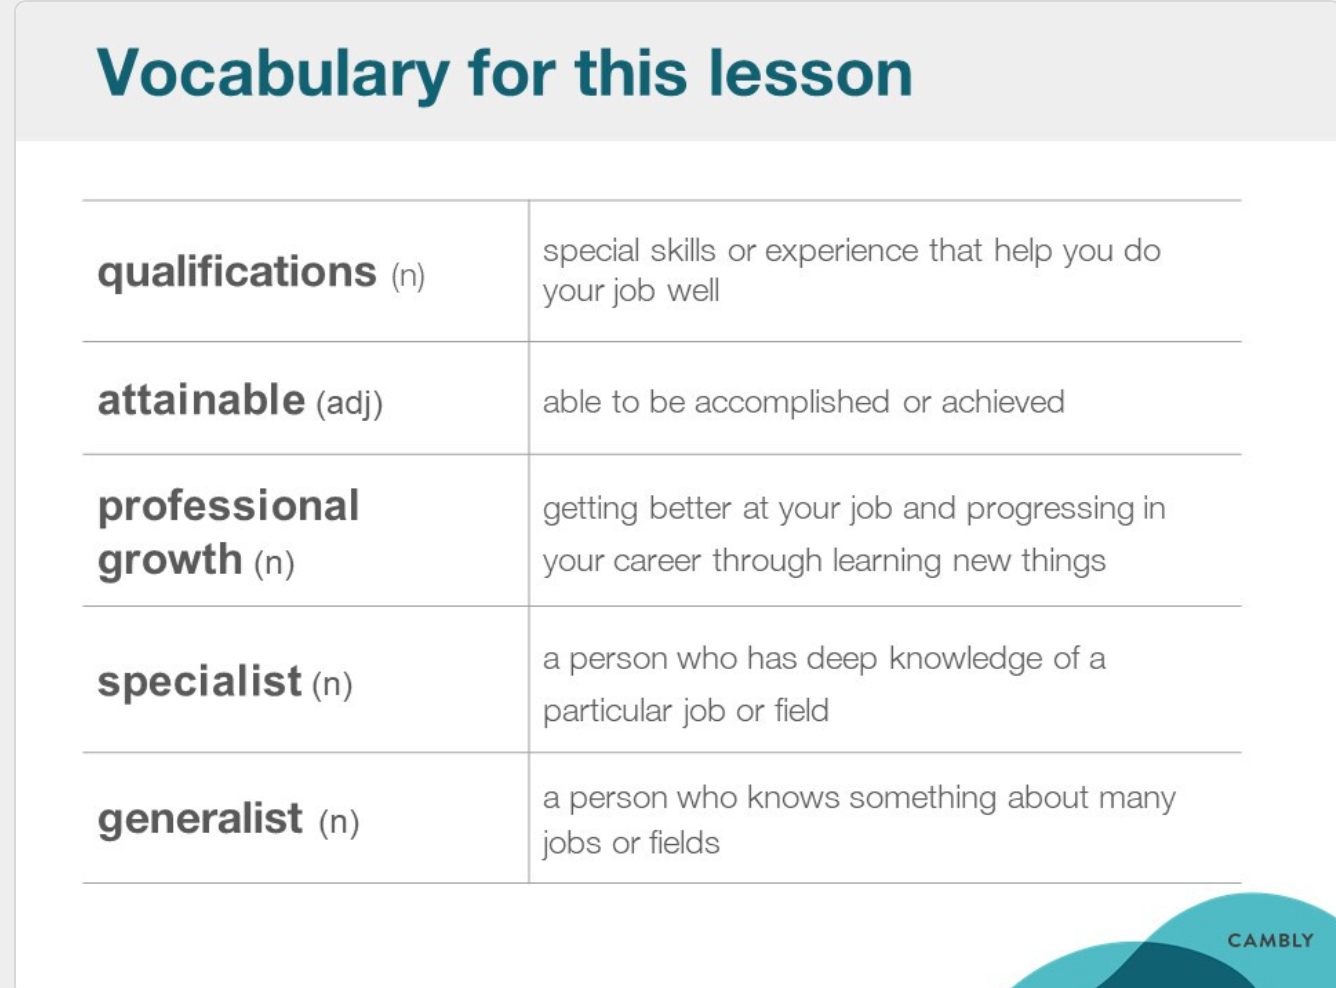 Vocabulary for this lesson
qualifications (n)
special skills or experience that help you do
your job well
attainable (adj)
able to be accomplished or achieved
professional
growth (n)
getting better at your job and progressing in
your career through learning new things
specialist (n)
a person who has deep knowledge of a
particular job or field
generalist (n)
a person who knows something about many
jobs or fields
CAMBLY